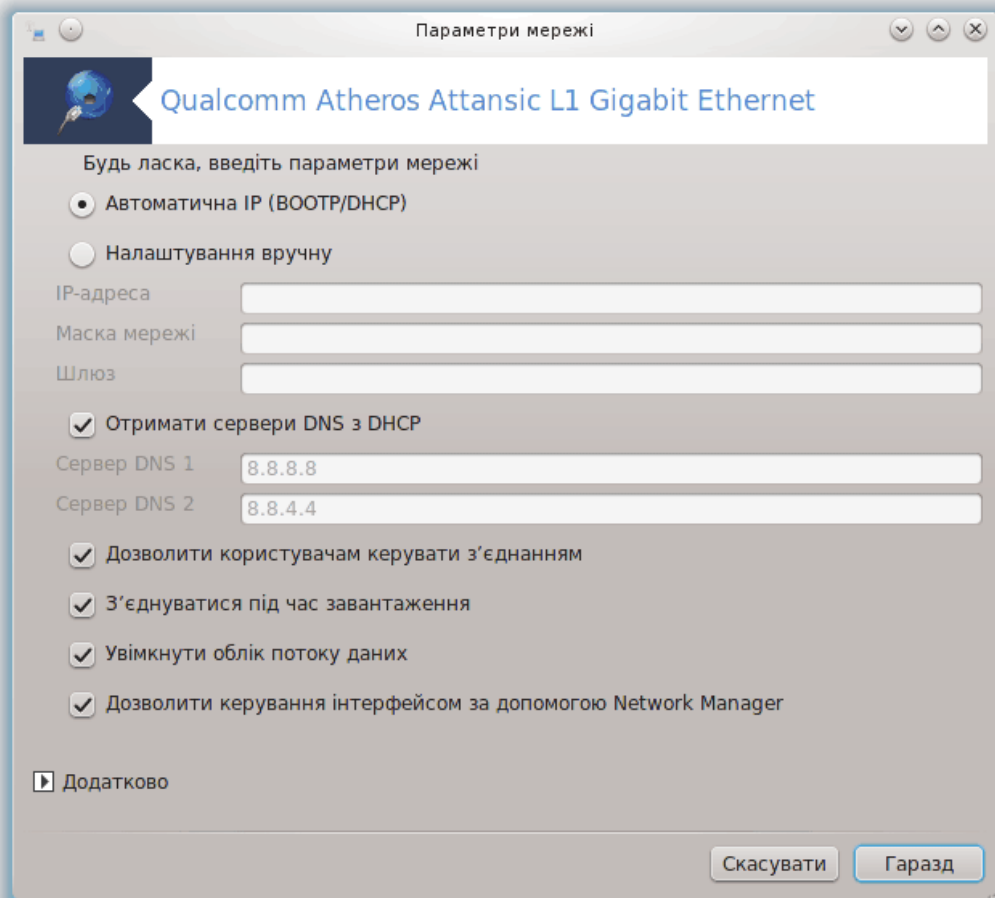 Параметри мережі
Qualcomm Atheros Attansic L1 Gigabit Ethernet
Будь ласка, введіть параметри мережі
Автоматична IP (BOOTP/DHCP)
Налаштування вручну
IP-адреса
Маска мережі
Шлюз
Отримати сервери DNS з DHCP
Сервер DNS 1 8.8.8.8
Сервер DNS 2 8.8.4.4
Дозволити користувачам керувати з’єднанням
З’єднуватися під час завантаження
Увімкнути облік потоку даних
Дозволити керування інтерфейсом за допомогою Network Manager
Додатково
Скасувати Гаразд